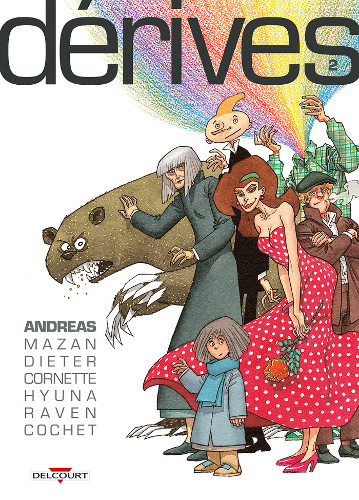 dérives
2
ANDREAS
MAZAN
DIETER
CORNETTE
HYUNA
RAVEN
COCHET
DELCOURT